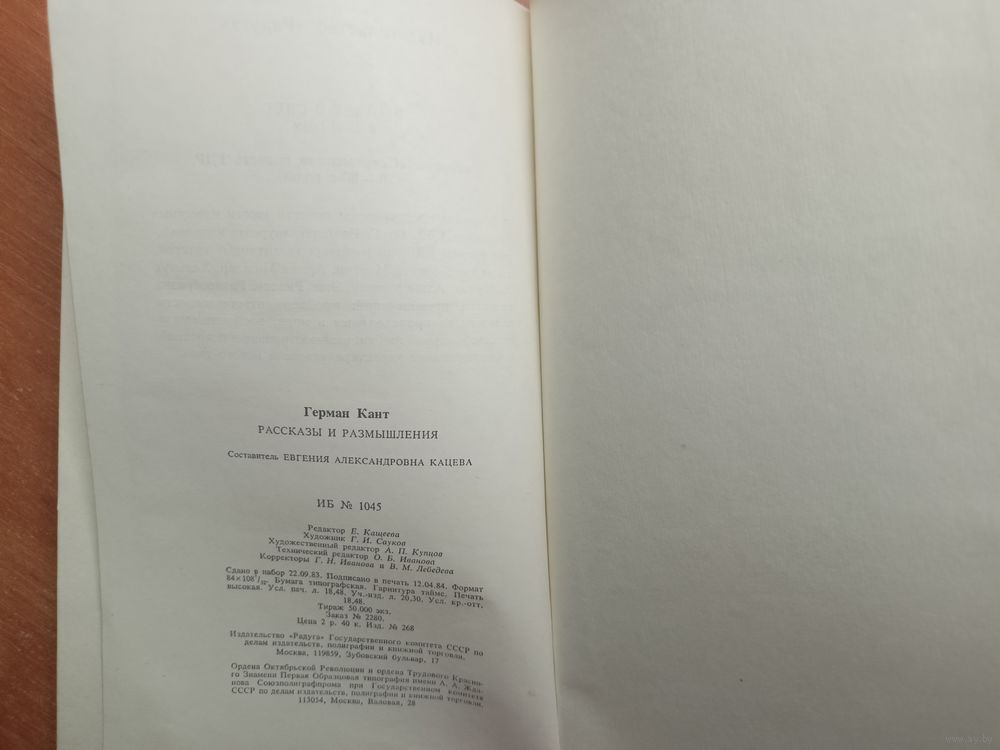 Герман Кант
РАССКАЗЫ И РАЗМЫШЛЕНИЯ
Составитель ЕВГЕНИЯ АЛЕКСАНДРОВНА КАЦЕВА
ИБ № 1045
Редактор Е. Кащеева
Художник Г. И. Сауков
Художественный редактор А. П. Купцов
Технический редактор О. Б. Иванова
Корректоры Г. Н. Иванова и В. М. Лебедева
Сдано в набор 22.09.83. Подписано в печать 12.04.84. Формат
84×108¹/₃₂. Бумага типографская. Гарнитура таймс. Печать
высокая. Усл. печ. л. 18,48. Уч.-изд. л. 20,30. Усл. кр.-отт.
18,48.
Тираж 50.000 экз.
Заказ № 2280.
Цена 2 р. 40 к. Изд. № 268
Издательство «Радуга» Государственного комитета СССР по
делам издательств, полиграфии и книжной торговли.
Москва, 119859, Зубовский бульвар, 17
Ордена Октябрьской Революции и ордена Трудового Красно-
го Знамени Первая Образцовая типография имени А. А. Жда-
нова Союзполиграфпрома при Государственном комитете
СССР по делам издательств, полиграфии и книжной торговли.
113054, Москва, Валовая, 28
www.ay.by